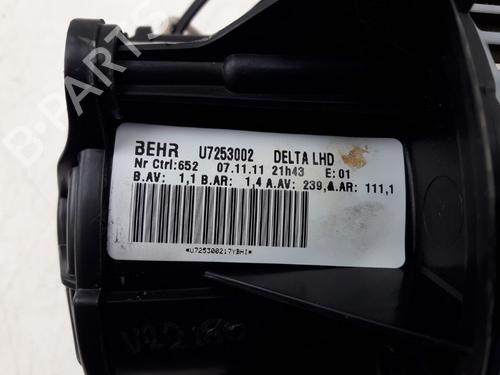 B-PARTS
BEHR U7253002 DELTA LHD
Nr Ctrl:652 07.11.11 21h43 E:01
B.AV: 1,1 B.AR: 1,4 A.AV: 239, A.AR: 111,1
*U725300217YBHI*